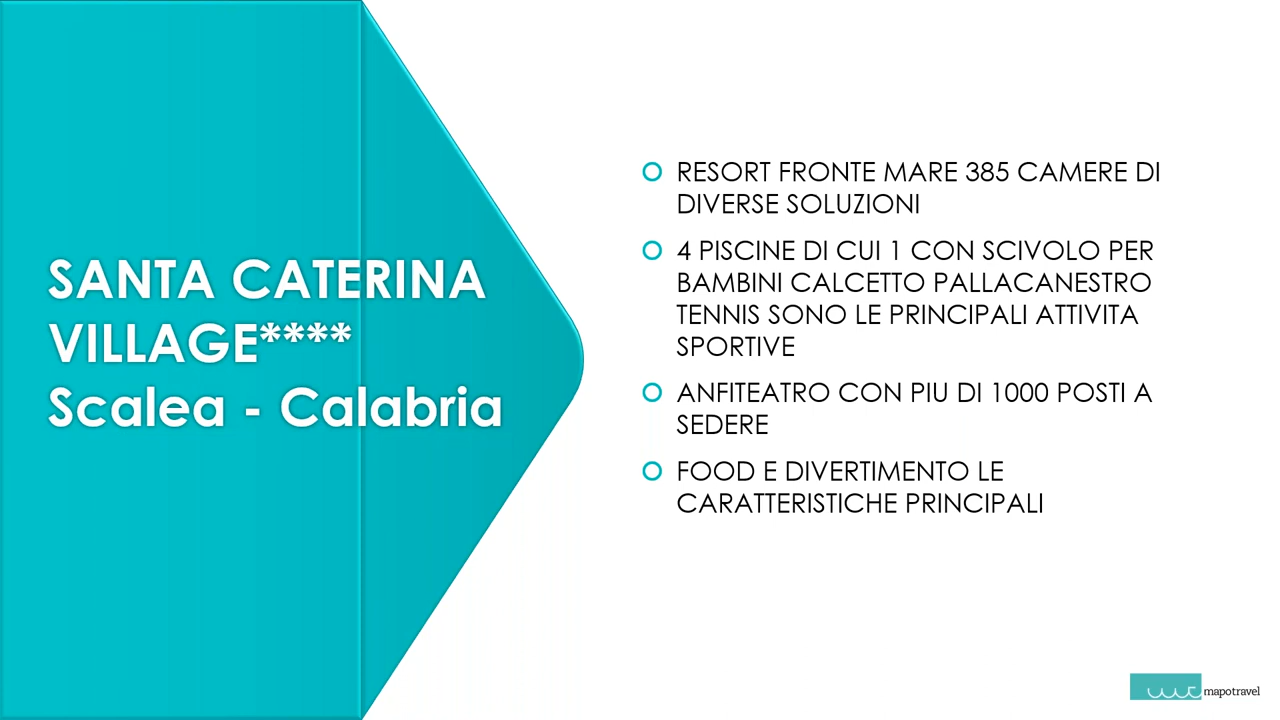 SANTA CATERINA
VILLAGE****
Scalea - Calabria
RESORT FRONTE MARE 385 CAMERE DI
DIVERSE SOLUZIONI
4 PISCINE DI CUI 1 CON SCIVOLO PER
BAMBINI CALCETTO PALLACANESTRO
TENNIS SONO LE PRINCIPALI ATTIVITA
SPORTIVE
ANFITEATRO CON PIU DI 1000 POSTI A
SEDERE
FOOD E DIVERTIMENTO LE
CARATTERISTICHE PRINCIPALI
mapotravel